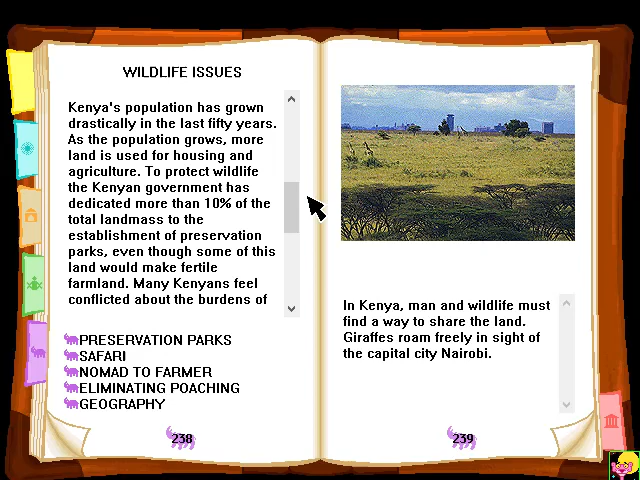 WILDLIFE ISSUES
Kenya's population has grown
drastically in the last fifty years.
As the population grows, more
land is used for housing and
agriculture. To protect wildlife
the Kenyan government has
dedicated more than 10% of the
total landmass to the
establishment of preservation
parks, even though some of this
land would make fertile
farmland. Many Kenyans feel
conflicted about the burdens of
PRESERVATION PARKS
SAFARI
NOMAD TO FARMER
ELIMINATING POACHING
GEOGRAPHY
238
In Kenya, man and wildlife must
find a way to share the land.
Giraffes roam freely in sight of
the capital city Nairobi.
239